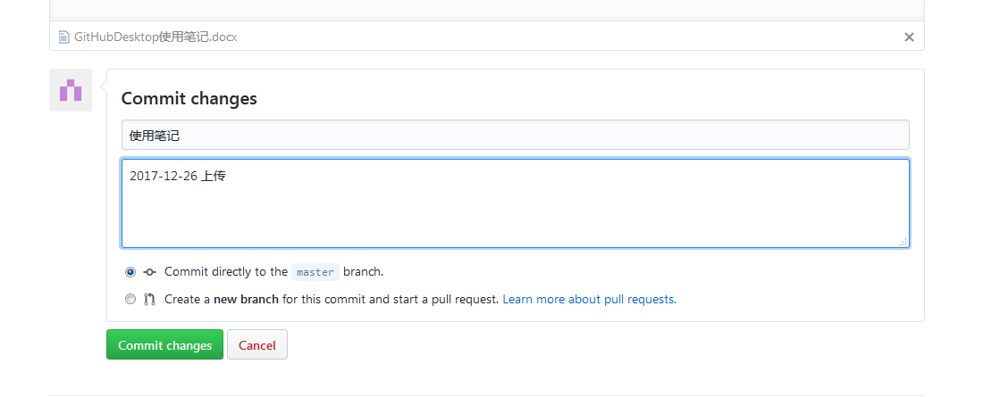 GitHubDesktop使用笔记.docx
Commit changes
使用笔记
2017-12-26 上传
Commit directly to the master branch.
Create a new branch for this commit and start a pull request. Learn more about pull requests.
Commit changes Cancel